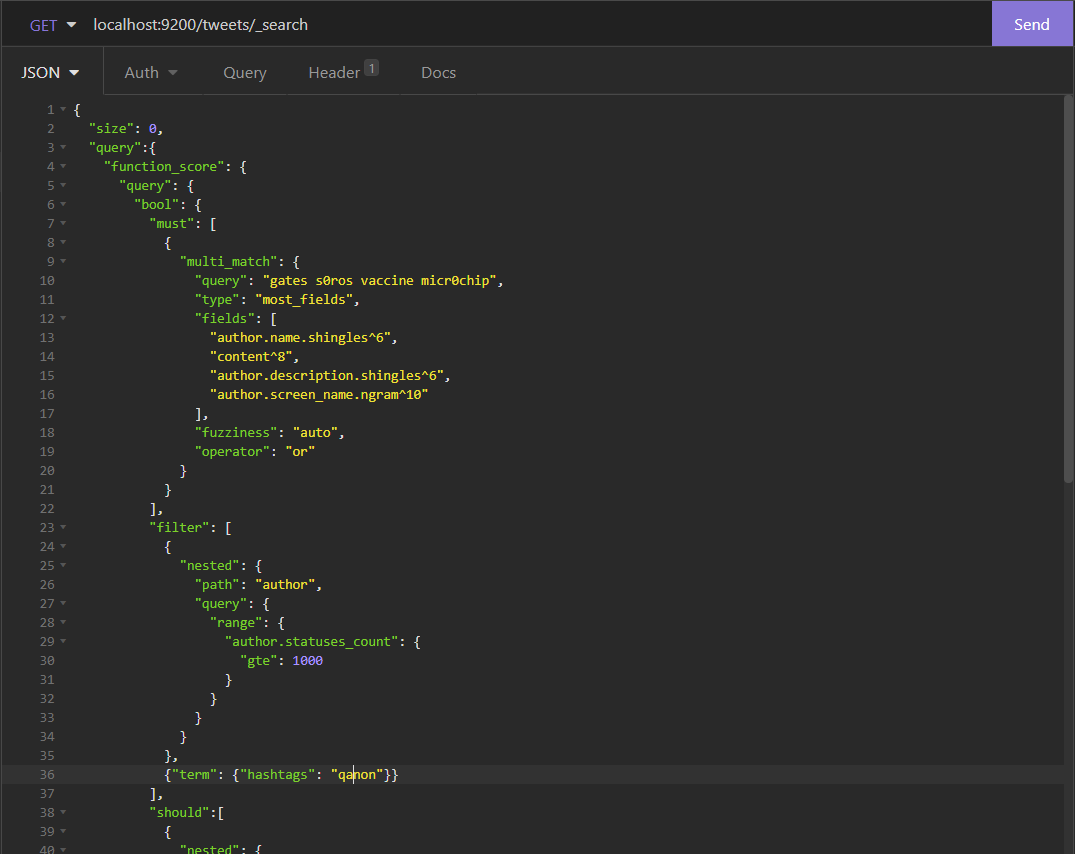 GET localhost:9200/tweets/_search Send
JSON Auth Query Header 1 Docs
1 {
2 "size": 0,
3 "query":{
4 "function_score": {
5 "query": {
6 "bool": {
7 "must": [
8 {
9 "multi_match": {
10 "query": "gates s0ros vaccine micr0chip",
11 "type": "most_fields",
12 "fields": [
13 "author.name.shingles^6",
14 "content^8",
15 "author.description.shingles^6",
16 "author.screen_name.ngram^10"
17 ],
18 "fuzziness": "auto",
19 "operator": "or"
20 }
21 }
22 ],
23 "filter": [
24 {
25 "nested": {
26 "path": "author",
27 "query": {
28 "range": {
29 "author.statuses_count": {
30 "gte": 1000
31 }
32 }
33 }
34 }
35 },
36 {"term": {"hashtags": "qanon"}}
37 ],
38 "should":[
39 {
40 "nested": {